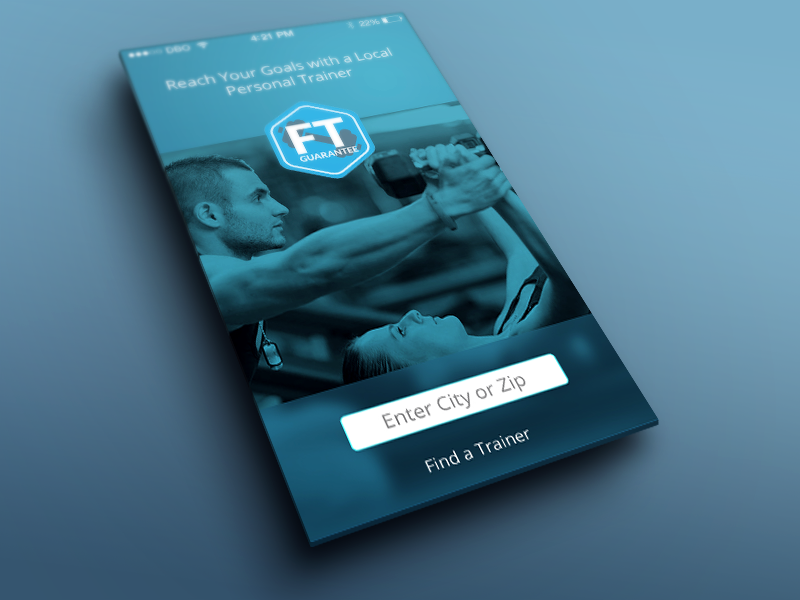 DBG 4:21 PM 22%
Reach Your Goals with a Local
Personal Trainer
FT
GUARANTEE
Enter City or Zip
Find a Trainer